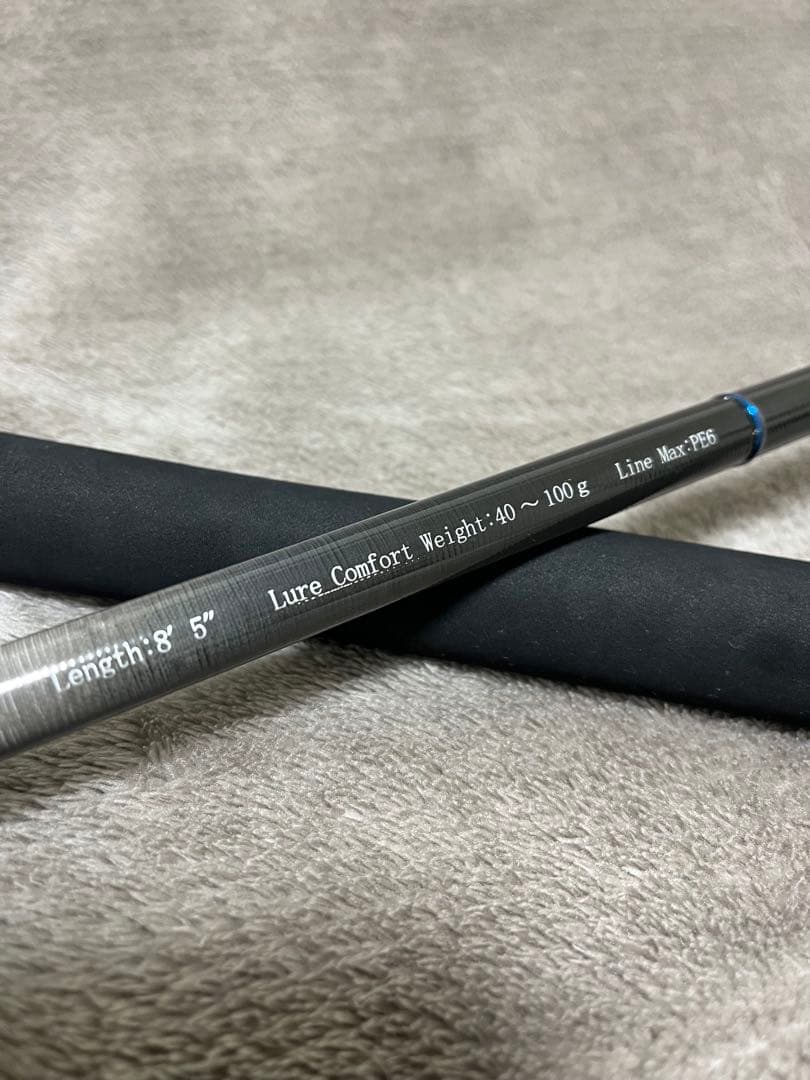 Length:8′ 5″ Lure Comfort Weight:40～100g Line Max:PE6